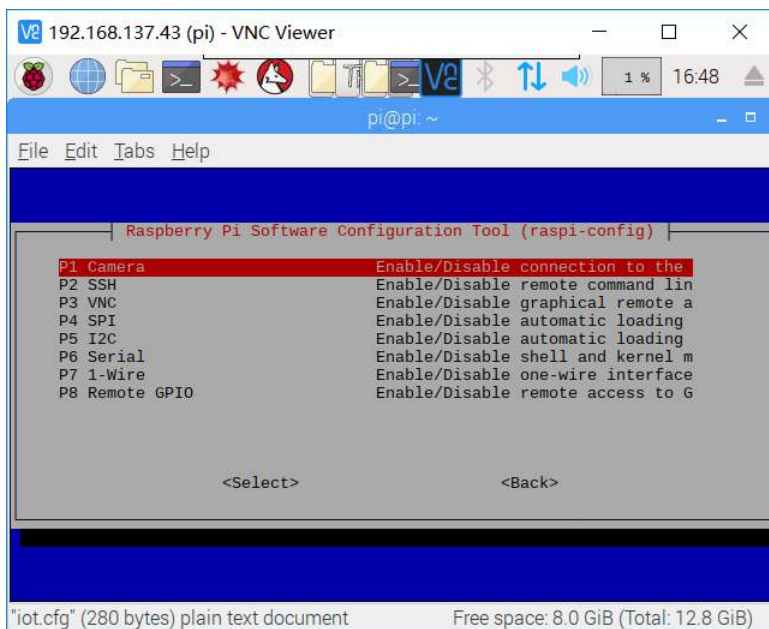 192.168.137.43 (pi) - VNC Viewer
1 % 16:48
pi@pi: ~
File Edit Tabs Help
Raspberry Pi Software Configuration Tool (raspi-config)
P1 Camera Enable/Disable connection to the
P2 SSH Enable/Disable remote command lin
P3 VNC Enable/Disable graphical remote a
P4 SPI Enable/Disable automatic loading
P5 I2C Enable/Disable automatic loading
P6 Serial Enable/Disable shell and kernel m
P7 1-Wire Enable/Disable one-wire interface
P8 Remote GPIO Enable/Disable remote access to G
<Select> <Back>
"iot.cfg" (280 bytes) plain text document Free space: 8.0 GiB (Total: 12.8 GiB)